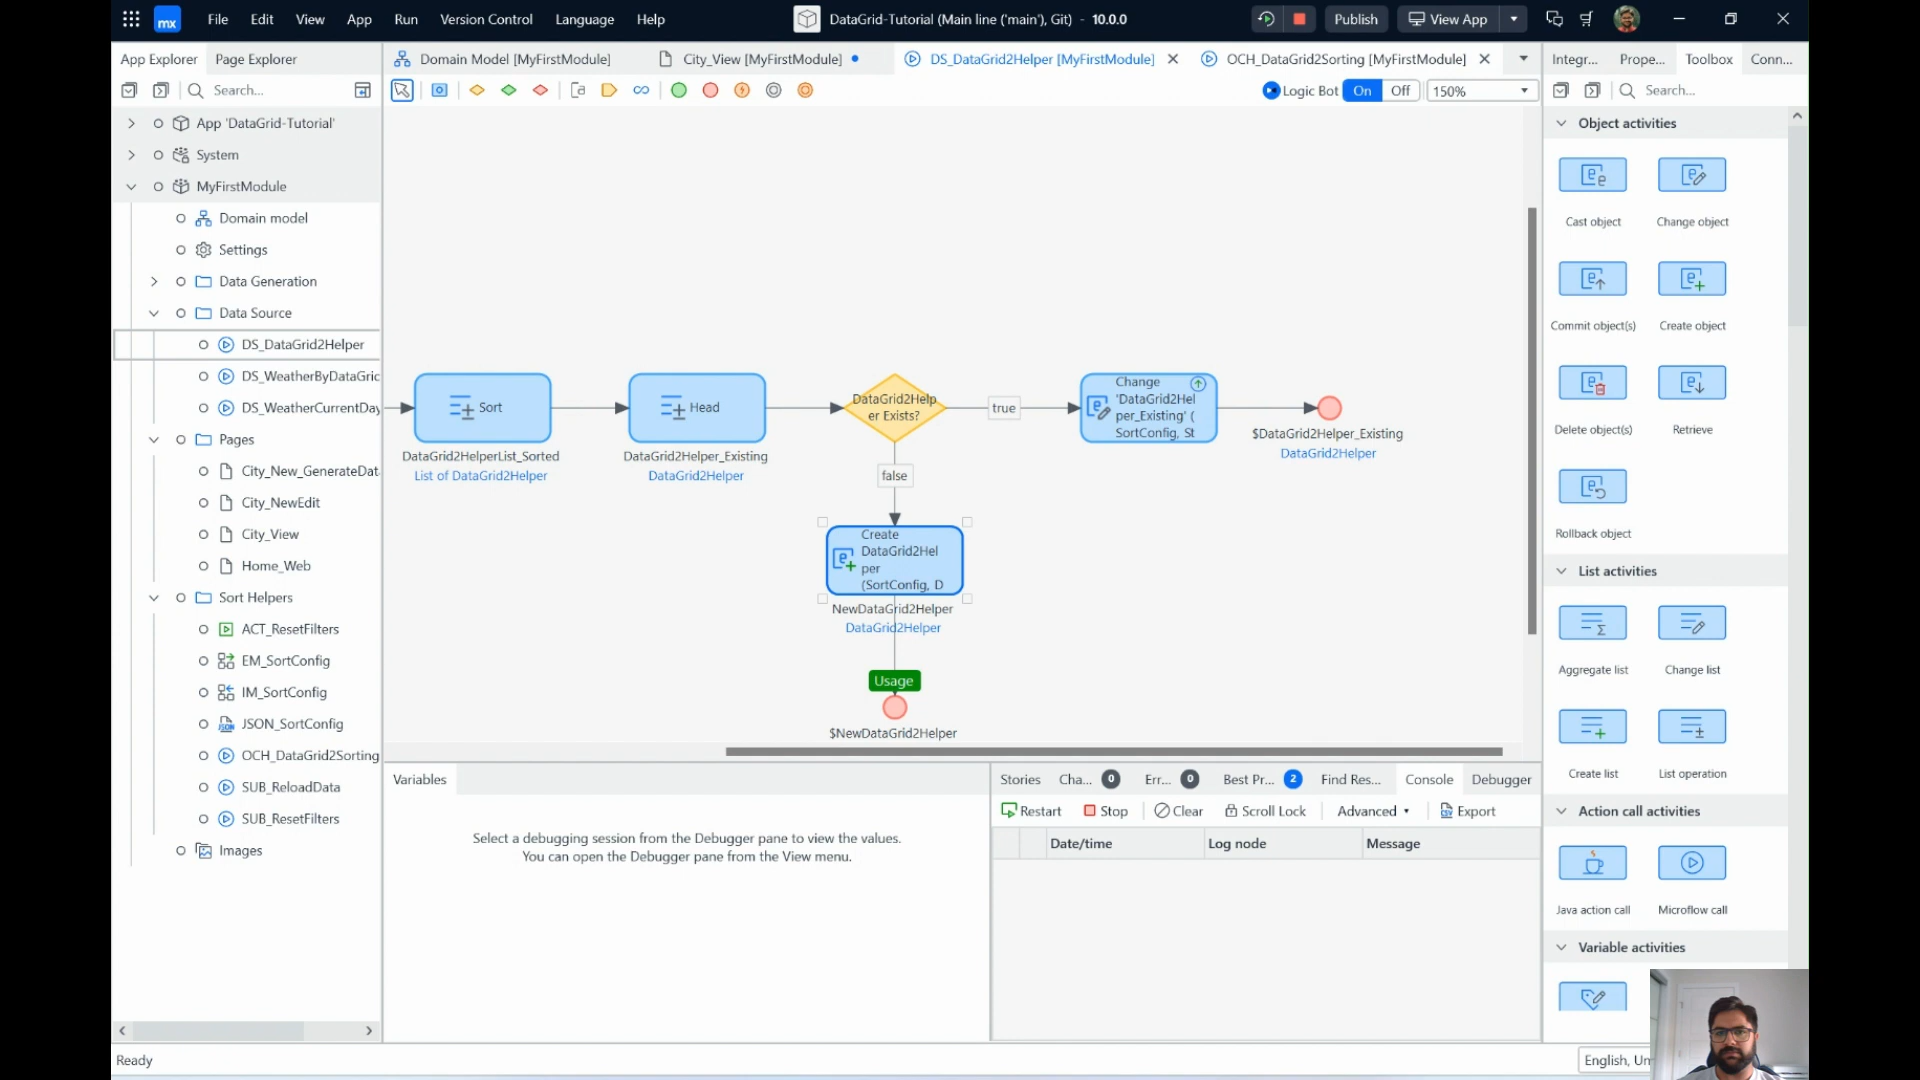 mx
File Edit View App Run Version Control Language Help
DataGrid-Tutorial (Main line ('main'), Git) - 10.0.0
Publish
View App
App Explorer
Page Explorer
Domain Model [MyFirstModule]
City_View [MyFirstModule]
DS_DataGrid2Helper [MyFirstModule]
OCH_DataGrid2Sorting [MyFirstModule]
Integr...
Prope...
Toolbox
Conn...
Search...
Logic Bot On Off 150%
Search...
App 'DataGrid-Tutorial'
System
MyFirstModule
Domain model
Settings
Data Generation
Data Source
DS_DataGrid2Helper
DS_WeatherByDataGric
DS_WeatherCurrentDay
Pages
City_New_GenerateData
City_NewEdit
City_View
Home_Web
Sort Helpers
ACT_ResetFilters
EM_SortConfig
IM_SortConfig
JSON_SortConfig
OCH_DataGrid2Sorting
SUB_ReloadData
SUB_ResetFilters
Images
Sort
DataGrid2HelperList_Sorted
List of DataGrid2Helper
Head
DataGrid2Helper_Existing
DataGrid2Helper
DataGrid2Help
er Exists?
true
Change
'DataGrid2Hel
per_Existing' (
SortConfig, St
$DataGrid2Helper_Existing
DataGrid2Helper
false
Create
DataGrid2Hel
per
(SortConfig, D
NewDataGrid2Helper
DataGrid2Helper
Usage
$NewDataGrid2Helper
Object activities
Cast object
Change object
Commit object(s)
Create object
Delete object(s)
Retrieve
Rollback object
List activities
Aggregate list
Change list
Create list
List operation
Action call activities
Java action call
Microflow call
Variable activities
Variables
Select a debugging session from the Debugger pane to view the values.
You can open the Debugger pane from the View menu.
Stories Cha... 0 Err... 0 Best Pr... 2 Find Res... Console Debugger
Restart Stop Clear Scroll Lock Advanced Export
Date/time Log node Message
Ready
English, Un